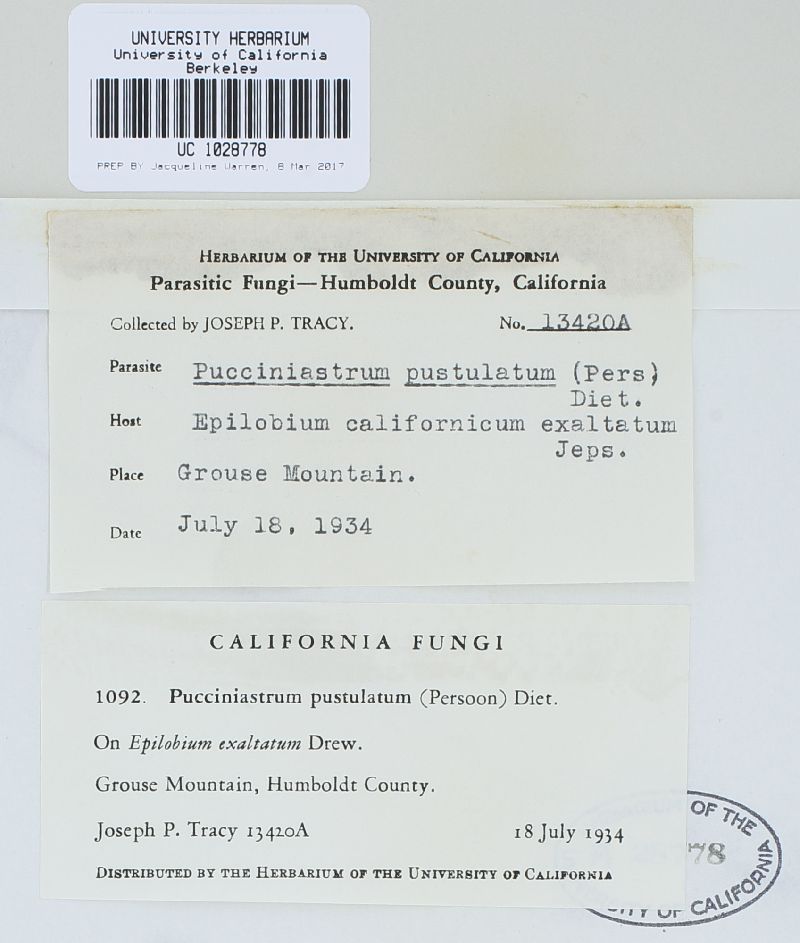 UNIVERSITY HERBARIUM
University of California
Berkeley
UC 1028778
PREP BY Jacqueline Warren, 8 Mar 2017
HERBARIUM OF THE UNIVERSITY OF CALIFORNIA
Parasitic Fungi—Humboldt County, California
Collected by JOSEPH P. TRACY. No. 13420A
Parasite Pucciniastrum pustulatum (Pers)
Diet.
Host Epilobium californicum exaltatum
Jeps.
Place Grouse Mountain.
Date July 18, 1934
CALIFORNIA FUNGI
1092. Pucciniastrum pustulatum (Persoon) Diet.
On Epilobium exaltatum Drew.
Grouse Mountain, Humboldt County.
Joseph P. Tracy 13420A 18 July 1934
DISTRIBUTED BY THE HERBARIUM OF THE UNIVERSITY OF CALIFORNIA
OF THE
78
OF CALIFORNIA